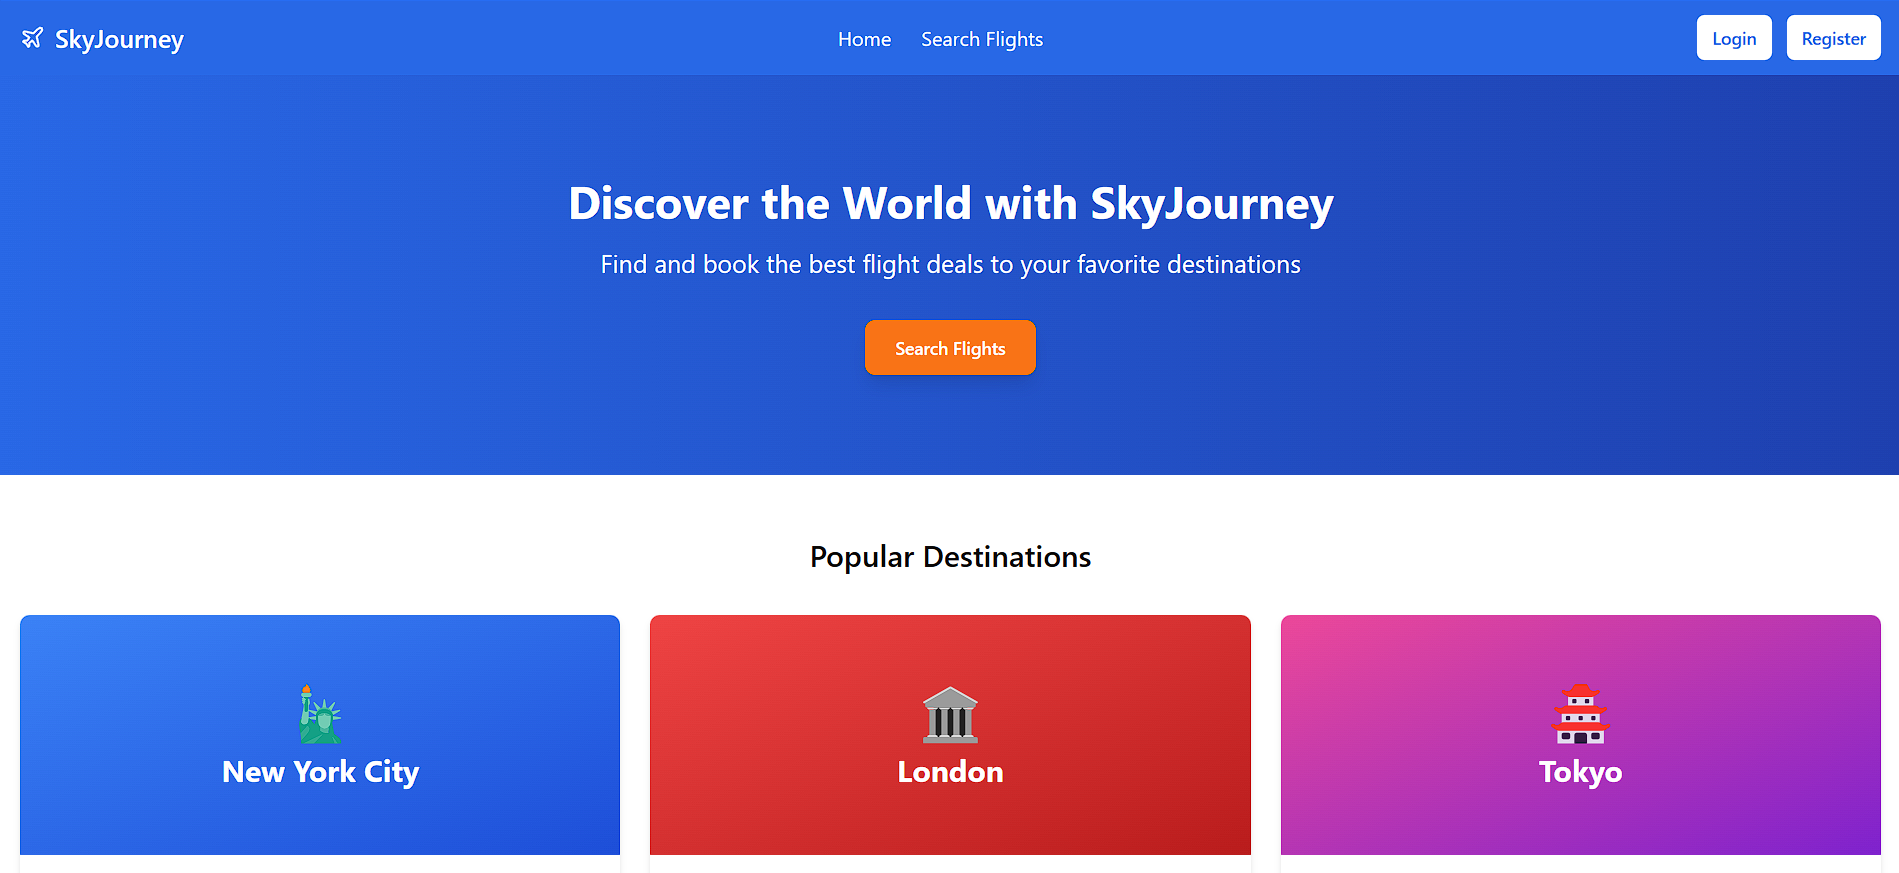 SkyJourney
Home
Search Flights
Login
Register
Discover the World with SkyJourney
Find and book the best flight deals to your favorite destinations
Search Flights
Popular Destinations
New York City
London
Tokyo